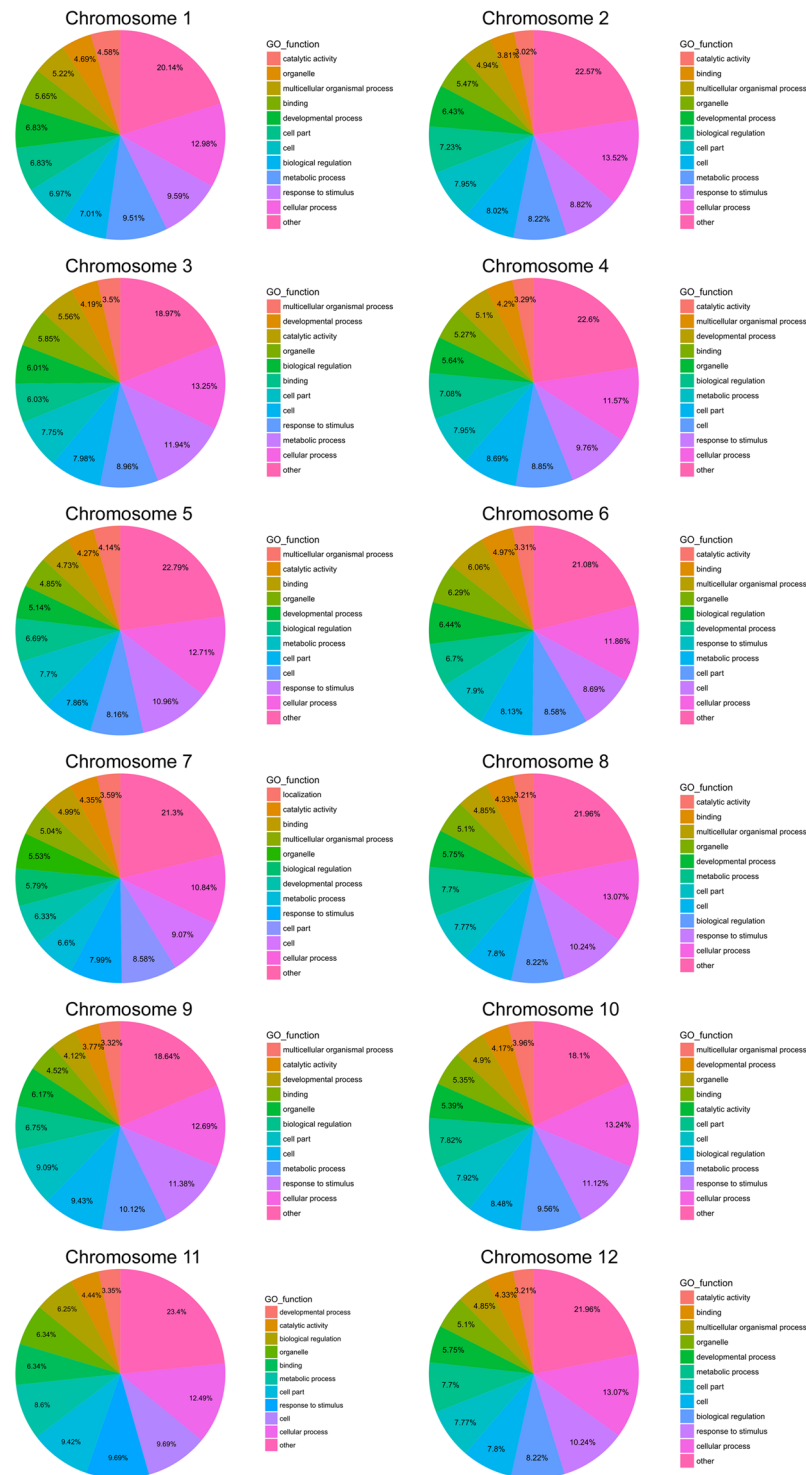 Chromosome 1
4.58%
4.69%
5.22%
5.65%
6.83%
6.83%
6.97%
7.01%
9.51%
9.59%
12.98%
20.14%
GO_function
catalytic activity
organelle
multicellular organismal process
binding
developmental process
cell part
cell
biological regulation
metabolic process
response to stimulus
cellular process
other
Chromosome 2
3.02%
3.81%
4.94%
5.47%
6.43%
7.23%
7.95%
8.02%
8.22%
8.82%
13.52%
22.57%
GO_function
catalytic activity
binding
multicellular organismal process
organelle
developmental process
biological regulation
cell part
cell
metabolic process
response to stimulus
cellular process
other
Chromosome 3
3.5%
4.19%
5.56%
5.85%
6.01%
6.03%
7.75%
7.98%
8.96%
11.94%
13.25%
18.97%
GO_function
multicellular organismal process
developmental process
catalytic activity
organelle
biological regulation
binding
cell part
cell
response to stimulus
metabolic process
cellular process
other
Chromosome 4
3.29%
4.2%
5.1%
5.27%
5.64%
7.08%
7.95%
8.69%
8.85%
9.76%
11.57%
22.6%
GO_function
catalytic activity
multicellular organismal process
developmental process
binding
organelle
biological regulation
metabolic process
cell part
cell
response to stimulus
cellular process
other
Chromosome 5
4.14%
4.27%
4.73%
4.85%
5.14%
6.69%
7.7%
7.86%
8.16%
10.96%
12.71%
22.79%
GO_function
multicellular organismal process
catalytic activity
binding
organelle
developmental process
biological regulation
metabolic process
cell part
cell
response to stimulus
cellular process
other
Chromosome 6
3.31%
4.97%
6.06%
6.29%
6.44%
6.7%
7.9%
8.13%
8.58%
8.69%
11.86%
21.08%
GO_function
catalytic activity
binding
multicellular organismal process
organelle
biological regulation
developmental process
response to stimulus
metabolic process
cell part
cell
cellular process
other
Chromosome 7
3.59%
4.35%
4.99%
5.04%
5.53%
5.79%
6.33%
6.6%
7.99%
8.58%
9.07%
10.84%
21.3%
GO_function
localization
catalytic activity
binding
multicellular organismal process
organelle
biological regulation
developmental process
metabolic process
response to stimulus
cell part
cell
cellular process
other
Chromosome 8
3.21%
4.33%
4.85%
5.1%
5.75%
7.7%
7.77%
7.8%
8.22%
10.24%
13.07%
21.96%
GO_function
catalytic activity
binding
multicellular organismal process
organelle
developmental process
metabolic process
cell part
cell
biological regulation
response to stimulus
cellular process
other
Chromosome 9
3.32%
3.77%
4.12%
4.52%
6.17%
6.75%
9.09%
9.43%
10.12%
11.38%
12.69%
18.64%
GO_function
multicellular organismal process
catalytic activity
developmental process
binding
organelle
biological regulation
cell part
cell
metabolic process
response to stimulus
cellular process
other
Chromosome 10
3.96%
4.17%
4.9%
5.35%
5.39%
7.82%
7.92%
8.48%
9.56%
11.12%
13.24%
18.1%
GO_function
multicellular organismal process
developmental process
organelle
binding
catalytic activity
cell part
cell
biological regulation
metabolic process
response to stimulus
cellular process
other
Chromosome 11
3.35%
4.44%
6.25%
6.34%
6.34%
8.6%
9.42%
9.69%
9.69%
12.49%
23.4%
GO_function
developmental process
catalytic activity
biological regulation
organelle
binding
metabolic process
cell part
response to stimulus
cell
cellular process
other
Chromosome 12
3.21%
4.33%
4.85%
5.1%
5.75%
7.7%
7.77%
7.8%
8.22%
10.24%
13.07%
21.96%
GO_function
catalytic activity
binding
multicellular organismal process
organelle
developmental process
metabolic process
cell part
cell
biological regulation
response to stimulus
cellular process
other